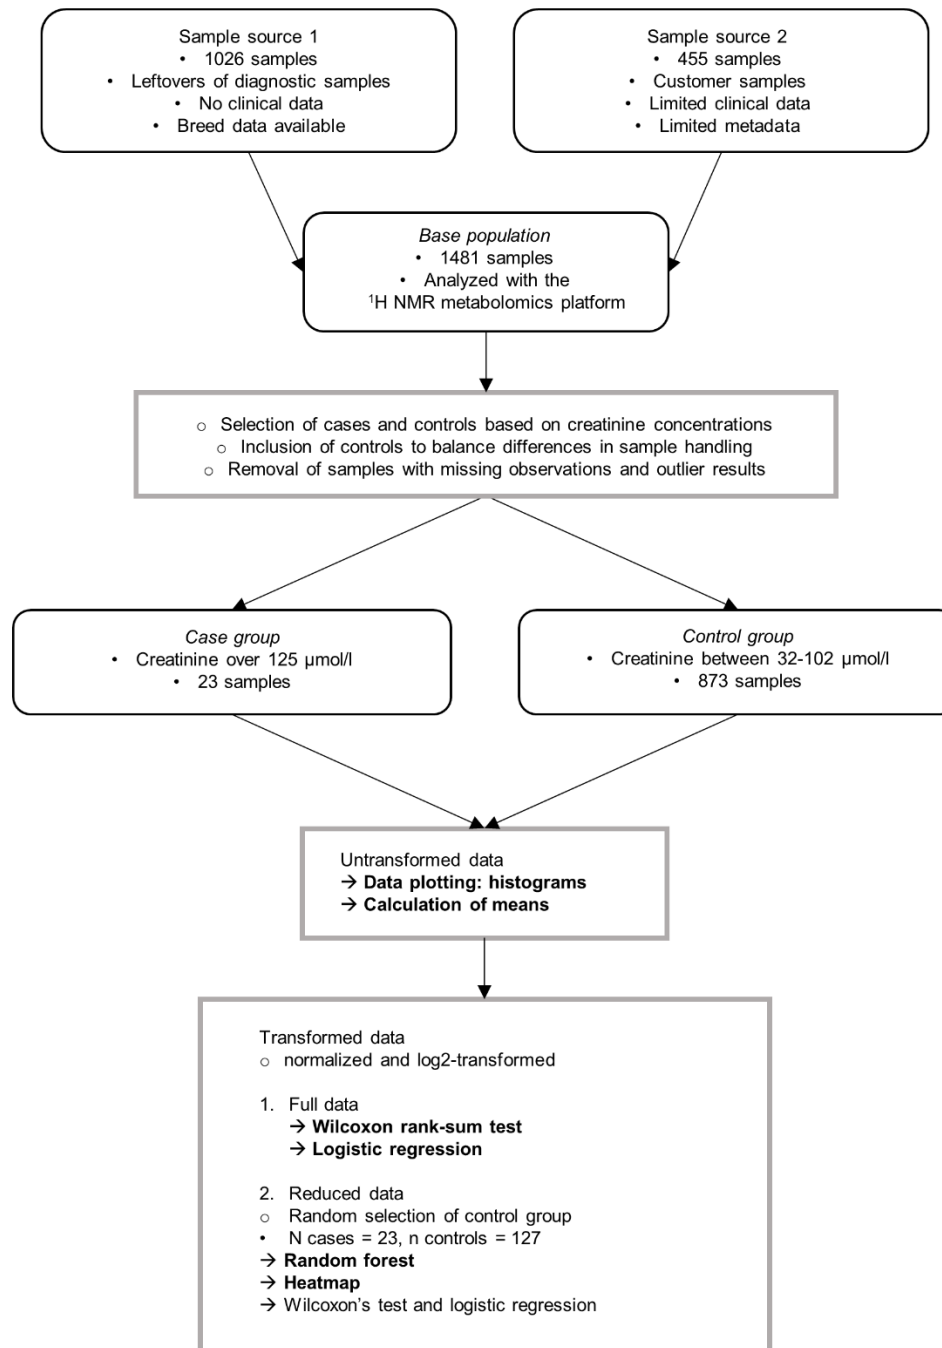 Sample source 1
• 1026 samples
• Leftovers of diagnostic samples
• No clinical data
• Breed data available
Sample source 2
• 455 samples
• Customer samples
• Limited clinical data
• Limited metadata
Base population
• 1481 samples
• Analyzed with the
¹H NMR metabolomics platform
○ Selection of cases and controls based on creatinine concentrations
○ Inclusion of controls to balance differences in sample handling
○ Removal of samples with missing observations and outlier results
Case group
• Creatinine over 125 µmol/l
• 23 samples
Control group
• Creatinine between 32-102 µmol/l
• 873 samples
Untransformed data
→ Data plotting: histograms
→ Calculation of means
Transformed data
○ normalized and log2-transformed
1. Full data
→ Wilcoxon rank-sum test
→ Logistic regression
2. Reduced data
○ Random selection of control group
• N cases = 23, n controls = 127
→ Random forest
→ Heatmap
→ Wilcoxon's test and logistic regression